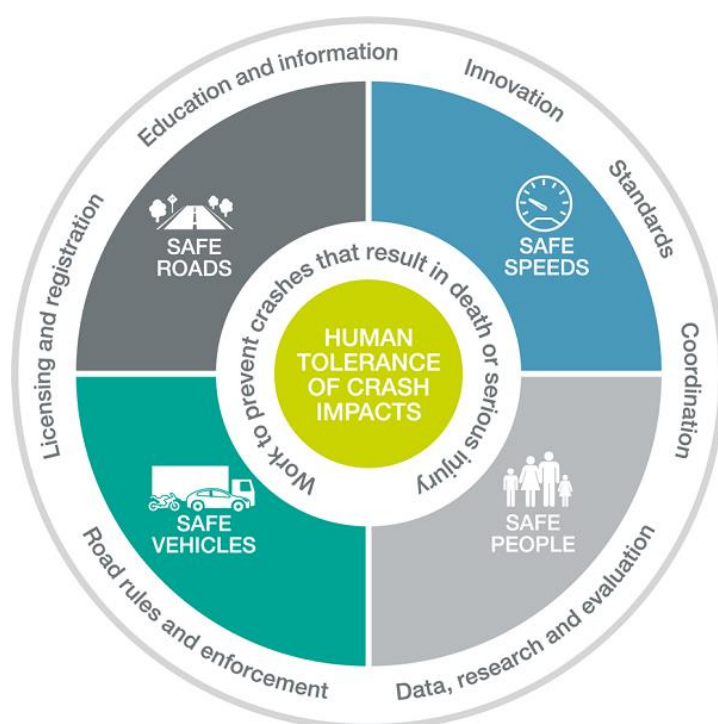 Education and information
Innovation
Standards
Coordination
Data, research and evaluation
Road rules and enforcement
Licensing and registration
SAFE
ROADS
SAFE
SPEEDS
SAFE
VEHICLES
SAFE
PEOPLE
Work to prevent crashes that result in death or serious injury
HUMAN
TOLERANCE
OF CRASH
IMPACTS